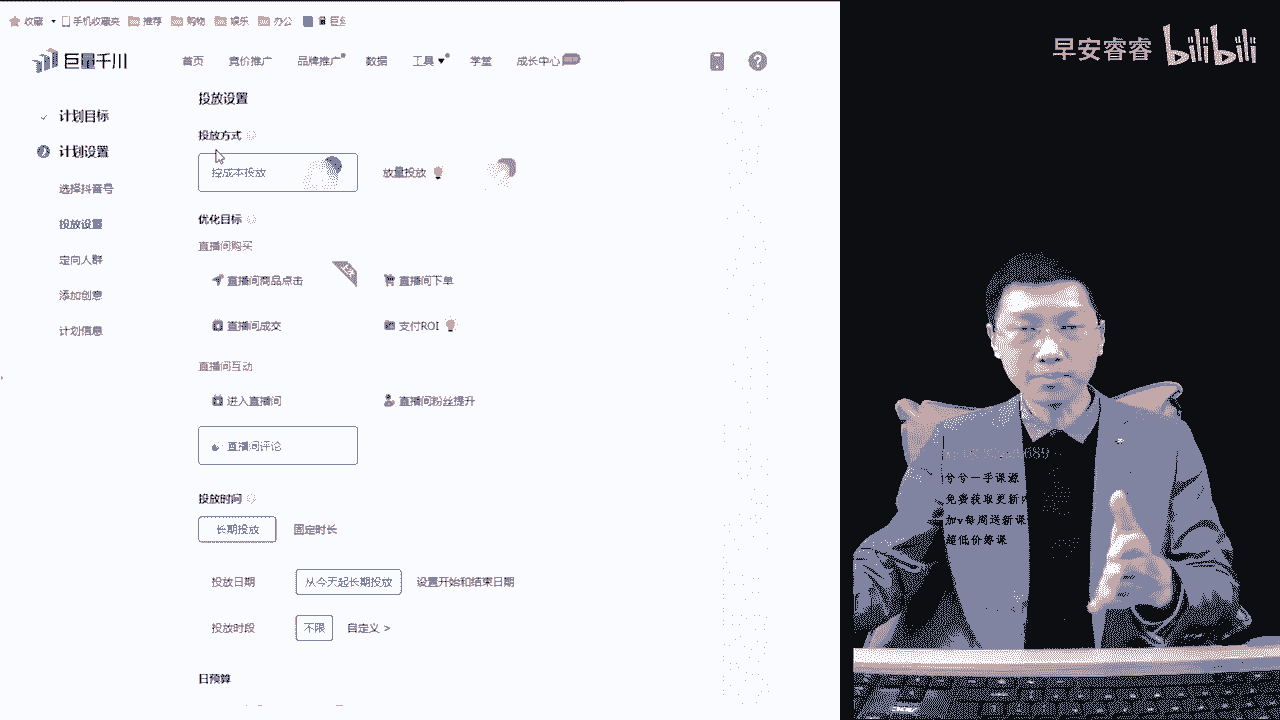 收藏 手机收藏夹 推荐 购物 娱乐 办公 巨量
巨量千川 首页 竞价推广 品牌推广 数据 工具 学堂 成长中心
早安睿睿 bilibili
计划目标
计划设置
选择抖音号
投放设置
定向人群
添加创意
计划信息
投放设置
投放方式
控成本投放 放量投放
优化目标
直播间购买
直播间商品点击 直播间下单
直播间成交 支付ROI
直播间互动
进入直播间 直播间粉丝提升
直播间评论
投放时间
长期投放 固定时长
投放日期 从今天起长期投放 设置开始和结束日期
投放时段 不限 自定义 >
日预算
兮兮一手课源
免费获取更新
加v每周送新课
超低价筹课